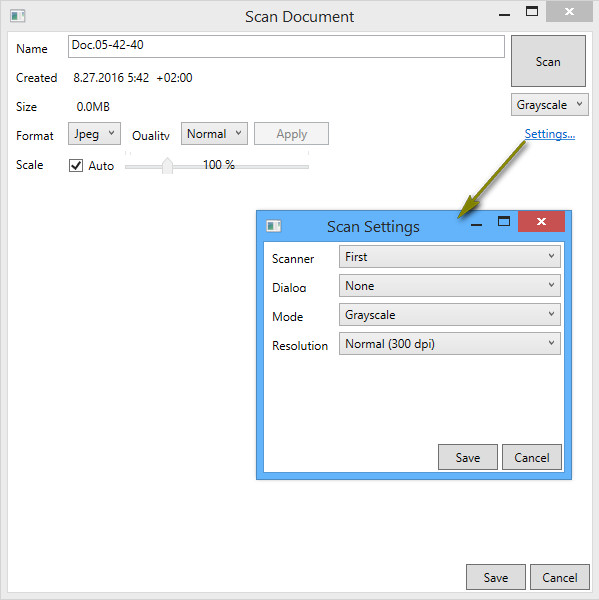 Scan Document
Name Doc.05-42-40 Scan
Created 8.27.2016 5:42 +02:00
Size 0.0MB Grayscale
Format Jpeg Quality Normal Apply Settings...
Scale Auto 100 %
Scan Settings
Scanner First
Dialog None
Mode Grayscale
Resolution Normal (300 dpi)
Save Cancel
Save Cancel